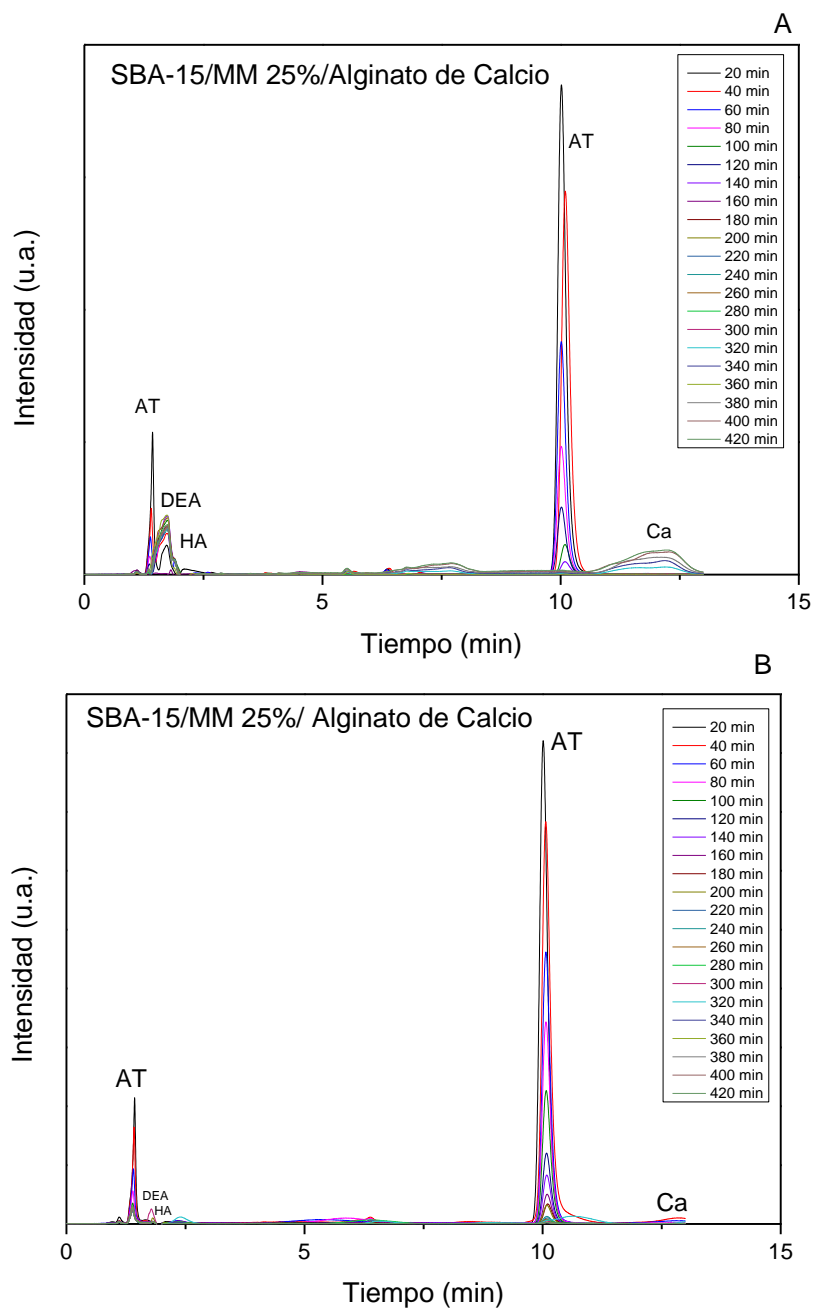 A
SBA-15/MM 25%/Alginato de Calcio
20 min
40 min
60 min
80 min
100 min
120 min
140 min
160 min
180 min
200 min
220 min
240 min
260 min
280 min
300 min
320 min
340 min
360 min
380 min
400 min
420 min
AT
AT
DEA
HA
Ca
Intensidad (u.a.)
0 5 10 15
Tiempo (min)
B
SBA-15/MM 25%/ Alginato de Calcio
20 min
40 min
60 min
80 min
100 min
120 min
140 min
160 min
180 min
200 min
220 min
240 min
260 min
280 min
300 min
320 min
340 min
360 min
380 min
400 min
420 min
AT
AT
DEA
HA
Ca
Intensidad (u.a.)
0 5 10 15
Tiempo (min)